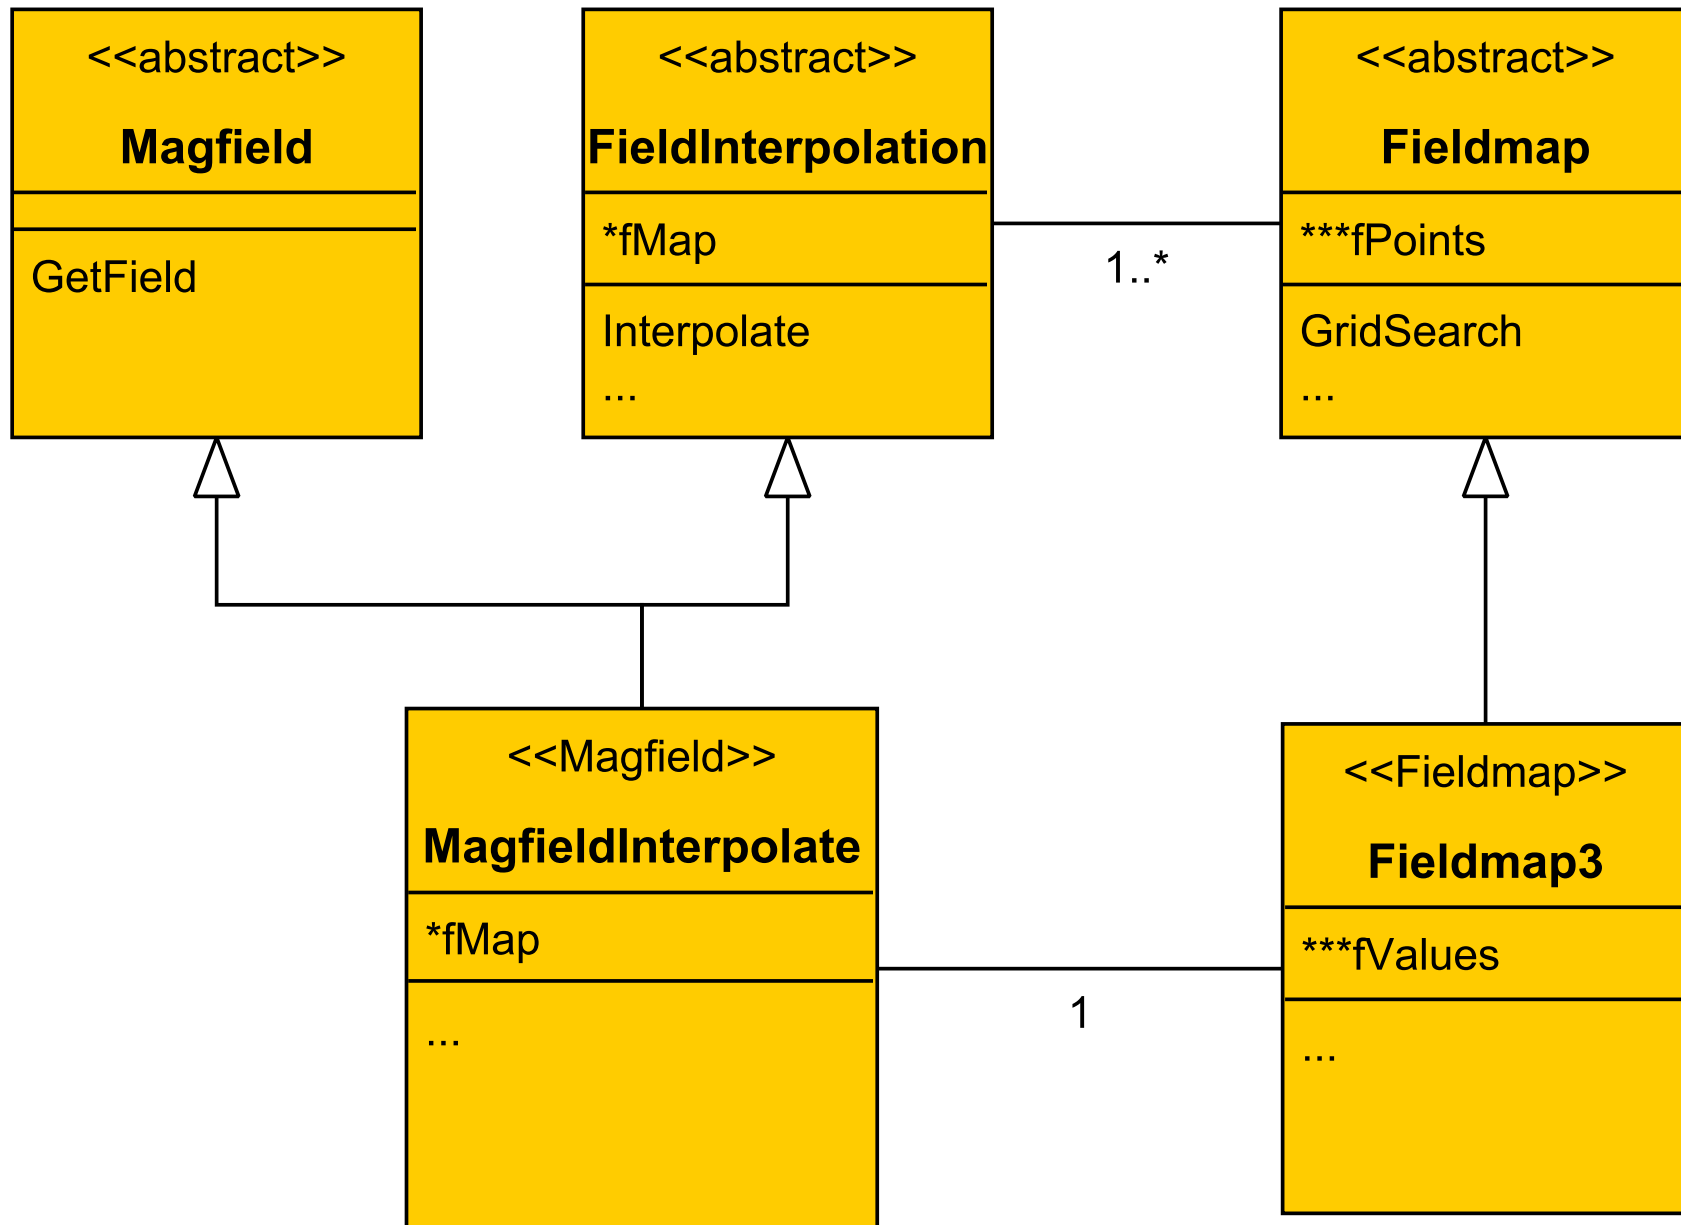 <<abstract>>
Magfield
GetField
<<abstract>>
FieldInterpolation
*fMap
Interpolate
...
1..*
<<abstract>>
Fieldmap
***fPoints
GridSearch
...
<<Magfield>>
MagfieldInterpolate
*fMap
...
1
<<Fieldmap>>
Fieldmap3
***fValues
...